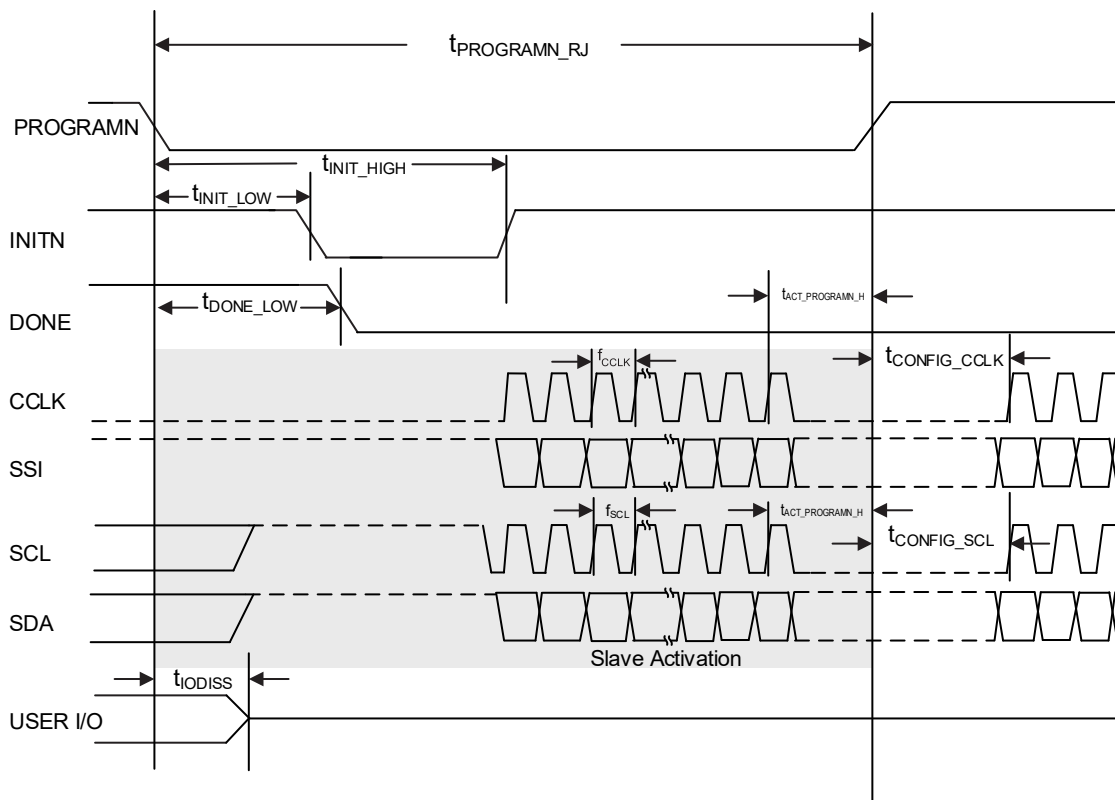 tPROGRAMN_RJ
PROGRAMN
tINIT_HIGH
tINIT_LOW
INITN
tDONE_LOW
tACT_PROGRAMN_H
DONE
fCCLK
tCONFIG_CCLK
CCLK
SSI
fSCL
tACT_PROGRAMN_H
tCONFIG_SCL
SCL
SDA
Slave Activation
tIODISS
USER I/O